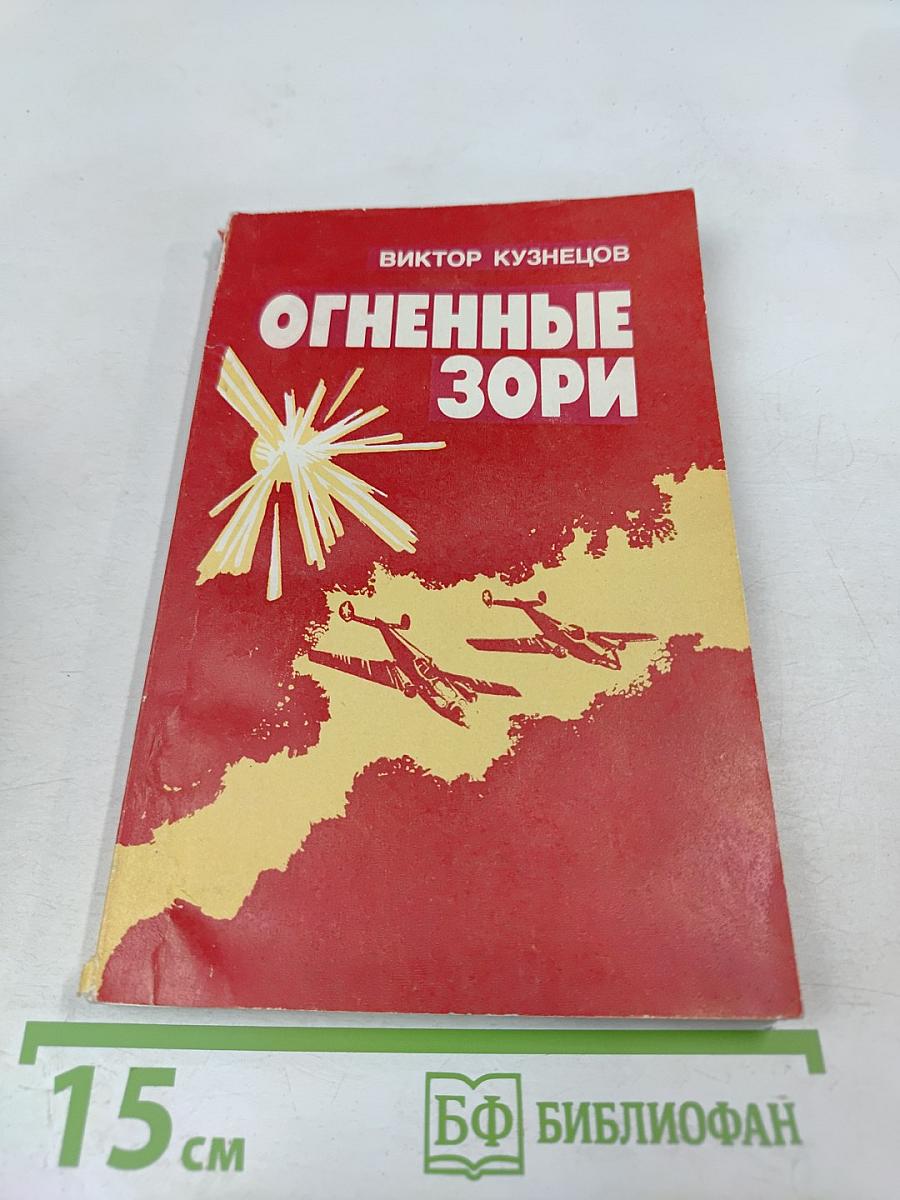 ВИКТОР КУЗНЕЦОВ
ОГНЕННЫЕ
ЗОРИ
15 см
БФ БИБЛИОФАН